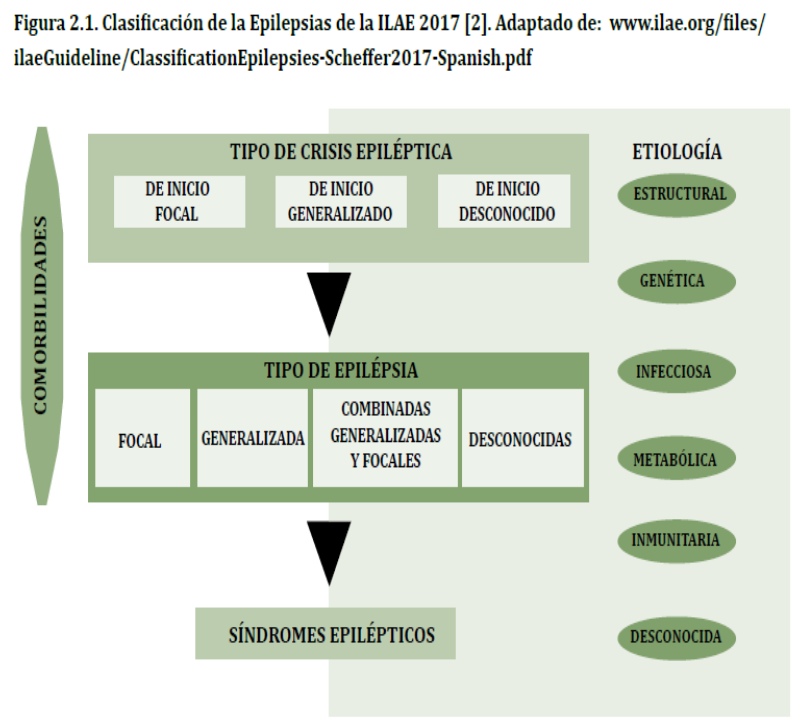 Figura 2.1. Clasificación de la Epilepsias de la ILAE 2017 [2]. Adaptado de: www.ilae.org/files/
ilaeGuideline/ClassificationEpilepsies-Scheffer2017-Spanish.pdf
COMORBILIDADES
TIPO DE CRISIS EPILÉPTICA
DE INICIO
FOCAL
DE INICIO
GENERALIZADO
DE INICIO
DESCONOCIDO
TIPO DE EPILÉPSIA
FOCAL
GENERALIZADA
COMBINADAS
GENERALIZADAS
Y FOCALES
DESCONOCIDAS
SÍNDROMES EPILÉPTICOS
ETIOLOGÍA
ESTRUCTURAL
GENÉTICA
INFECCIOSA
METABÓLICA
INMUNITARIA
DESCONOCIDA